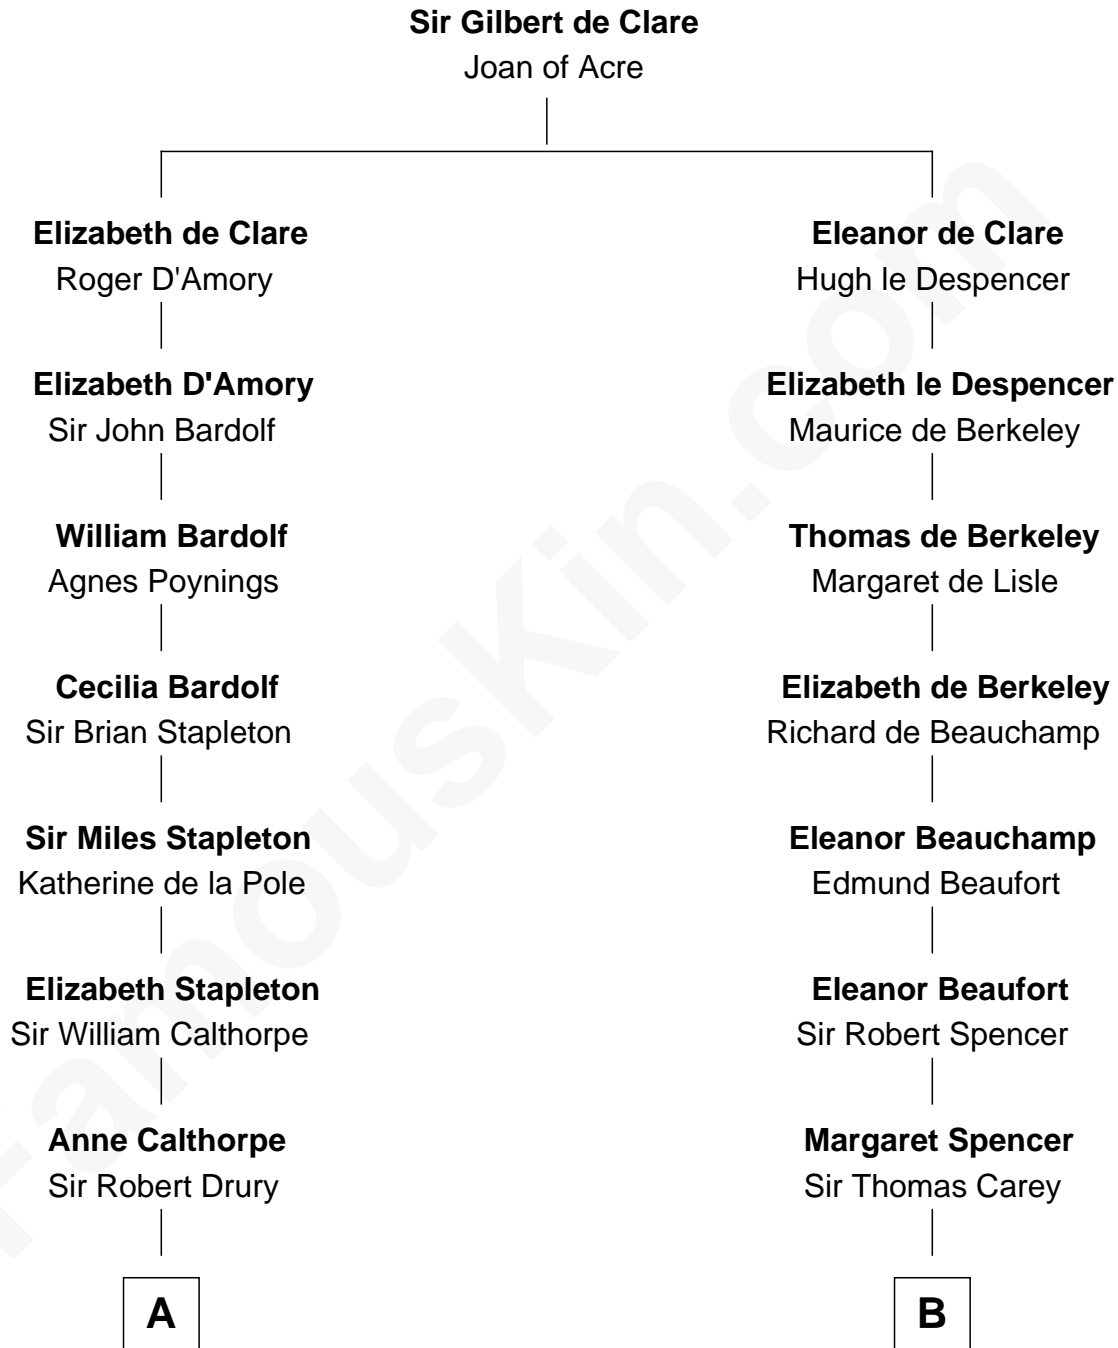 Sir Gilbert de Clare
Joan of Acre
Elizabeth de Clare
Roger D'Amory
Eleanor de Clare
Hugh le Despencer
Elizabeth D'Amory
Sir John Bardolf
Elizabeth le Despencer
Maurice de Berkeley
William Bardolf
Agnes Poynings
Thomas de Berkeley
Margaret de Lisle
Cecilia Bardolf
Sir Brian Stapleton
Elizabeth de Berkeley
Richard de Beauchamp
Sir Miles Stapleton
Katherine de la Pole
Eleanor Beauchamp
Edmund Beaufort
Elizabeth Stapleton
Sir William Calthorpe
Eleanor Beaufort
Sir Robert Spencer
Anne Calthorpe
Sir Robert Drury
Margaret Spencer
Sir Thomas Carey
A
B
FamousKin.com